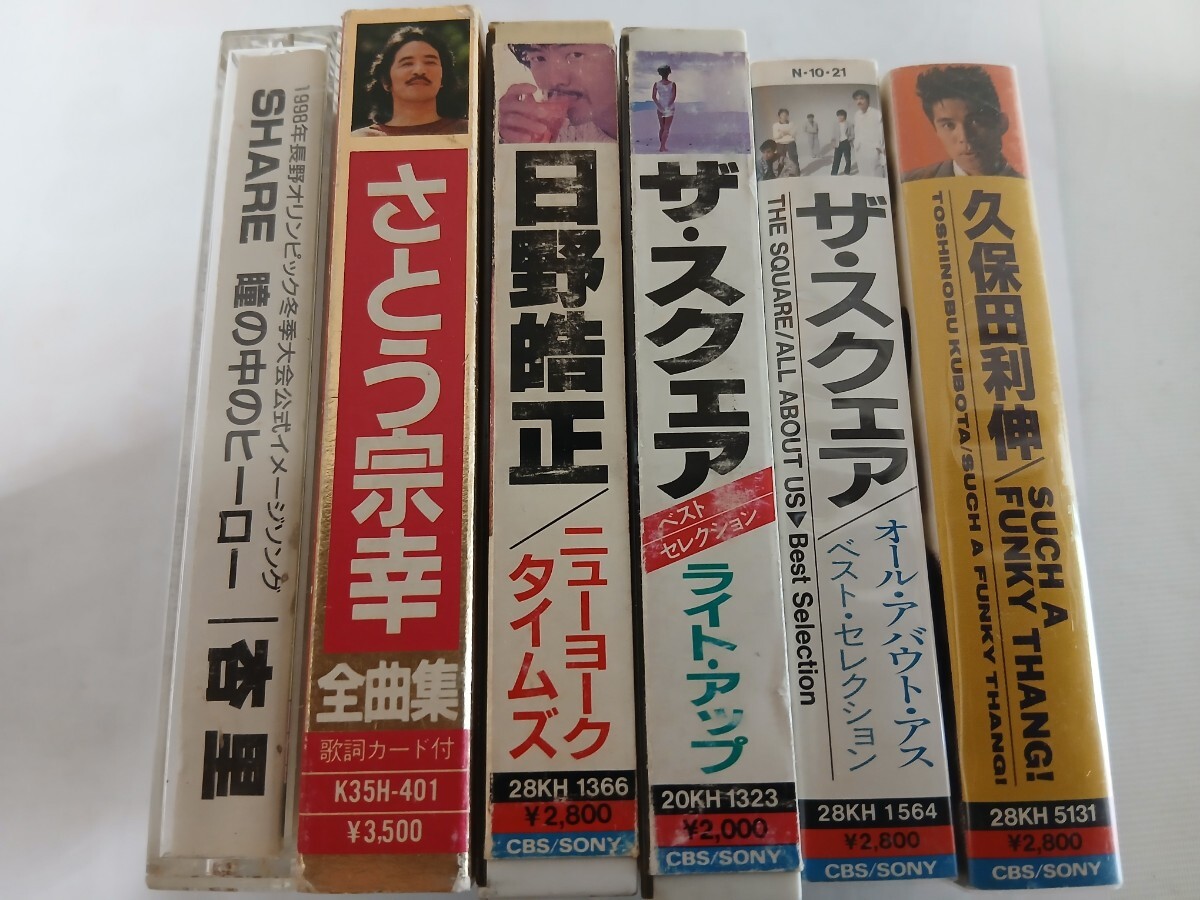 1998年長野オリンピック冬季大会公式イメージソング
SHARE 瞳の中のヒーロー | 杏里
さとう宗幸
全曲集
歌詞カード付
K35H-401
¥3,500
日野皓正/ニューヨーク
タイムズ
28KH 1366
¥2,800
CBS/SONY
ザ・スクェア
ベスト
セレクション
ライト・アップ
20KH 1323
¥2,000
CBS/SONY
N・10・21
ザ・スクェア/オール・アバウト・アス
ベスト・セレクション
THE SQUARE/ALL ABOUT US▶Best Selection
28KH 1564
¥2,800
CBS/SONY
久保田利伸/SUCH A
FUNKY THANG!
TOSHINOBU KUBOTA/SUCH A FUNKY THANG!
28KH 5131
¥2,800
CBS/SONY